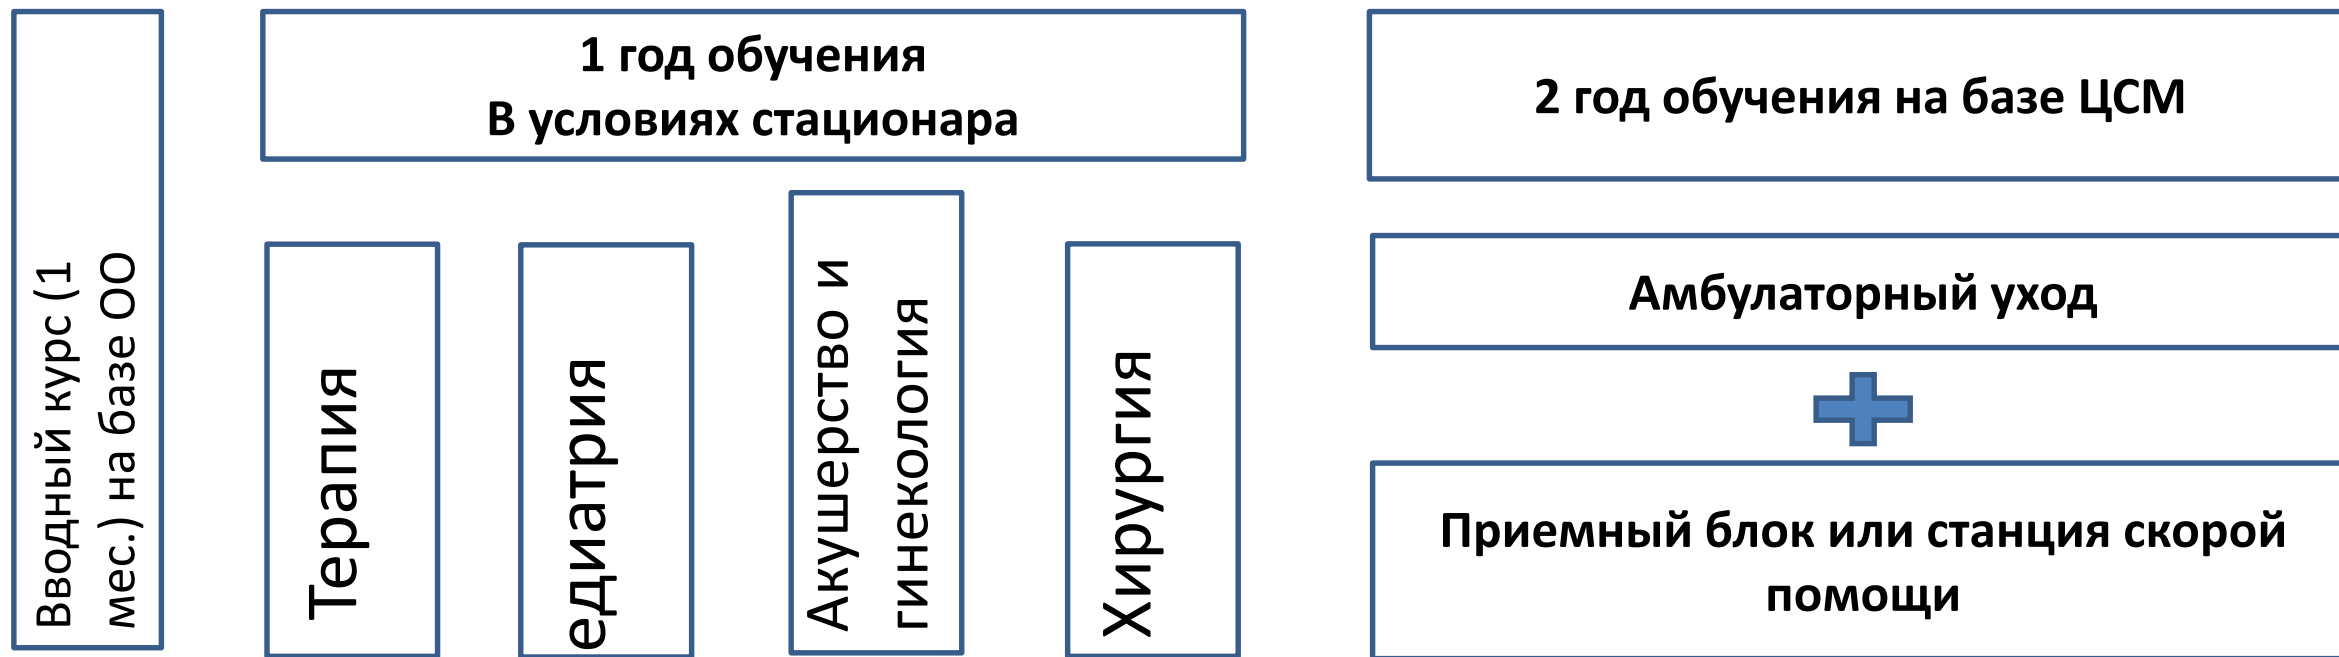 Вводный курс (1
мес.) на базе ОО
1 год обучения
В условиях стационара
Терапия
едиатрия
Акушерство и
гинекология
Хирургия
2 год обучения на базе ЦСМ
Амбулаторный уход
Приемный блок или станция скорой
помощи